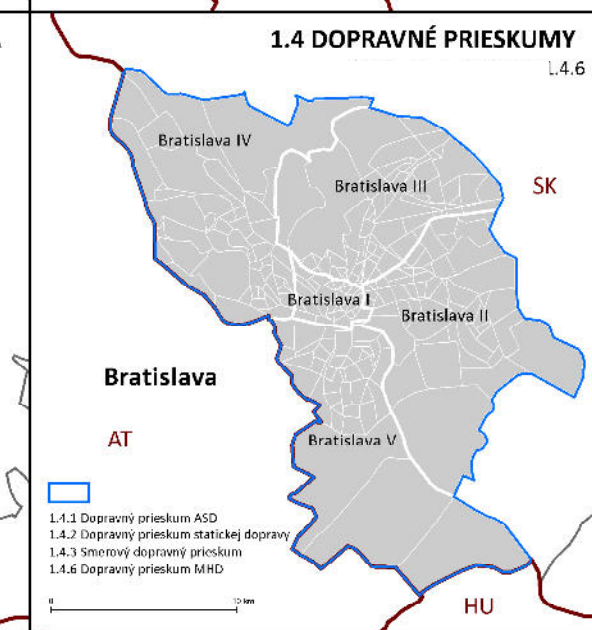 1.4 DOPRAVNÉ PRIESKUMY
1.4.6
Bratislava IV
Bratislava III
SK
Bratislava I
Bratislava II
Bratislava
AT
Bratislava V
1.4.1 Dopravný prieskum ASD
1.4.2 Dopravný prieskum statickej dopravy
1.4.3 Smerový dopravný prieskum
1.4.6 Dopravný prieskum MHD
0 10 km
HU